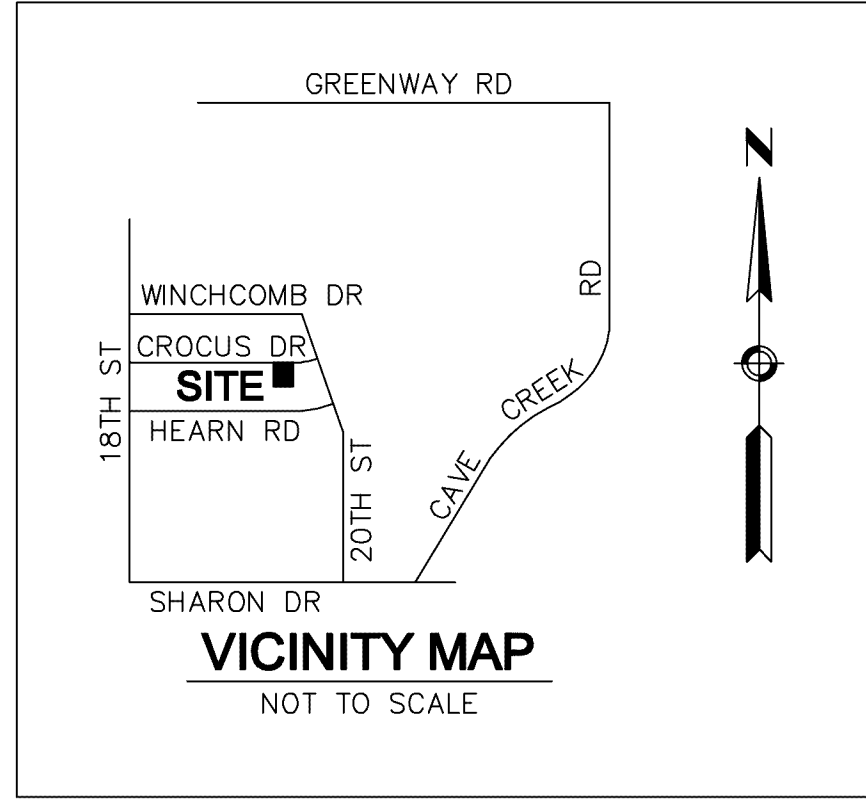 GREENWAY RD
N
RD
WINCHCOMB DR
CROCUS DR
SITE
18TH ST
HEARN RD
CREEK
CAVE
20TH ST
SHARON DR
VICINITY MAP
NOT TO SCALE